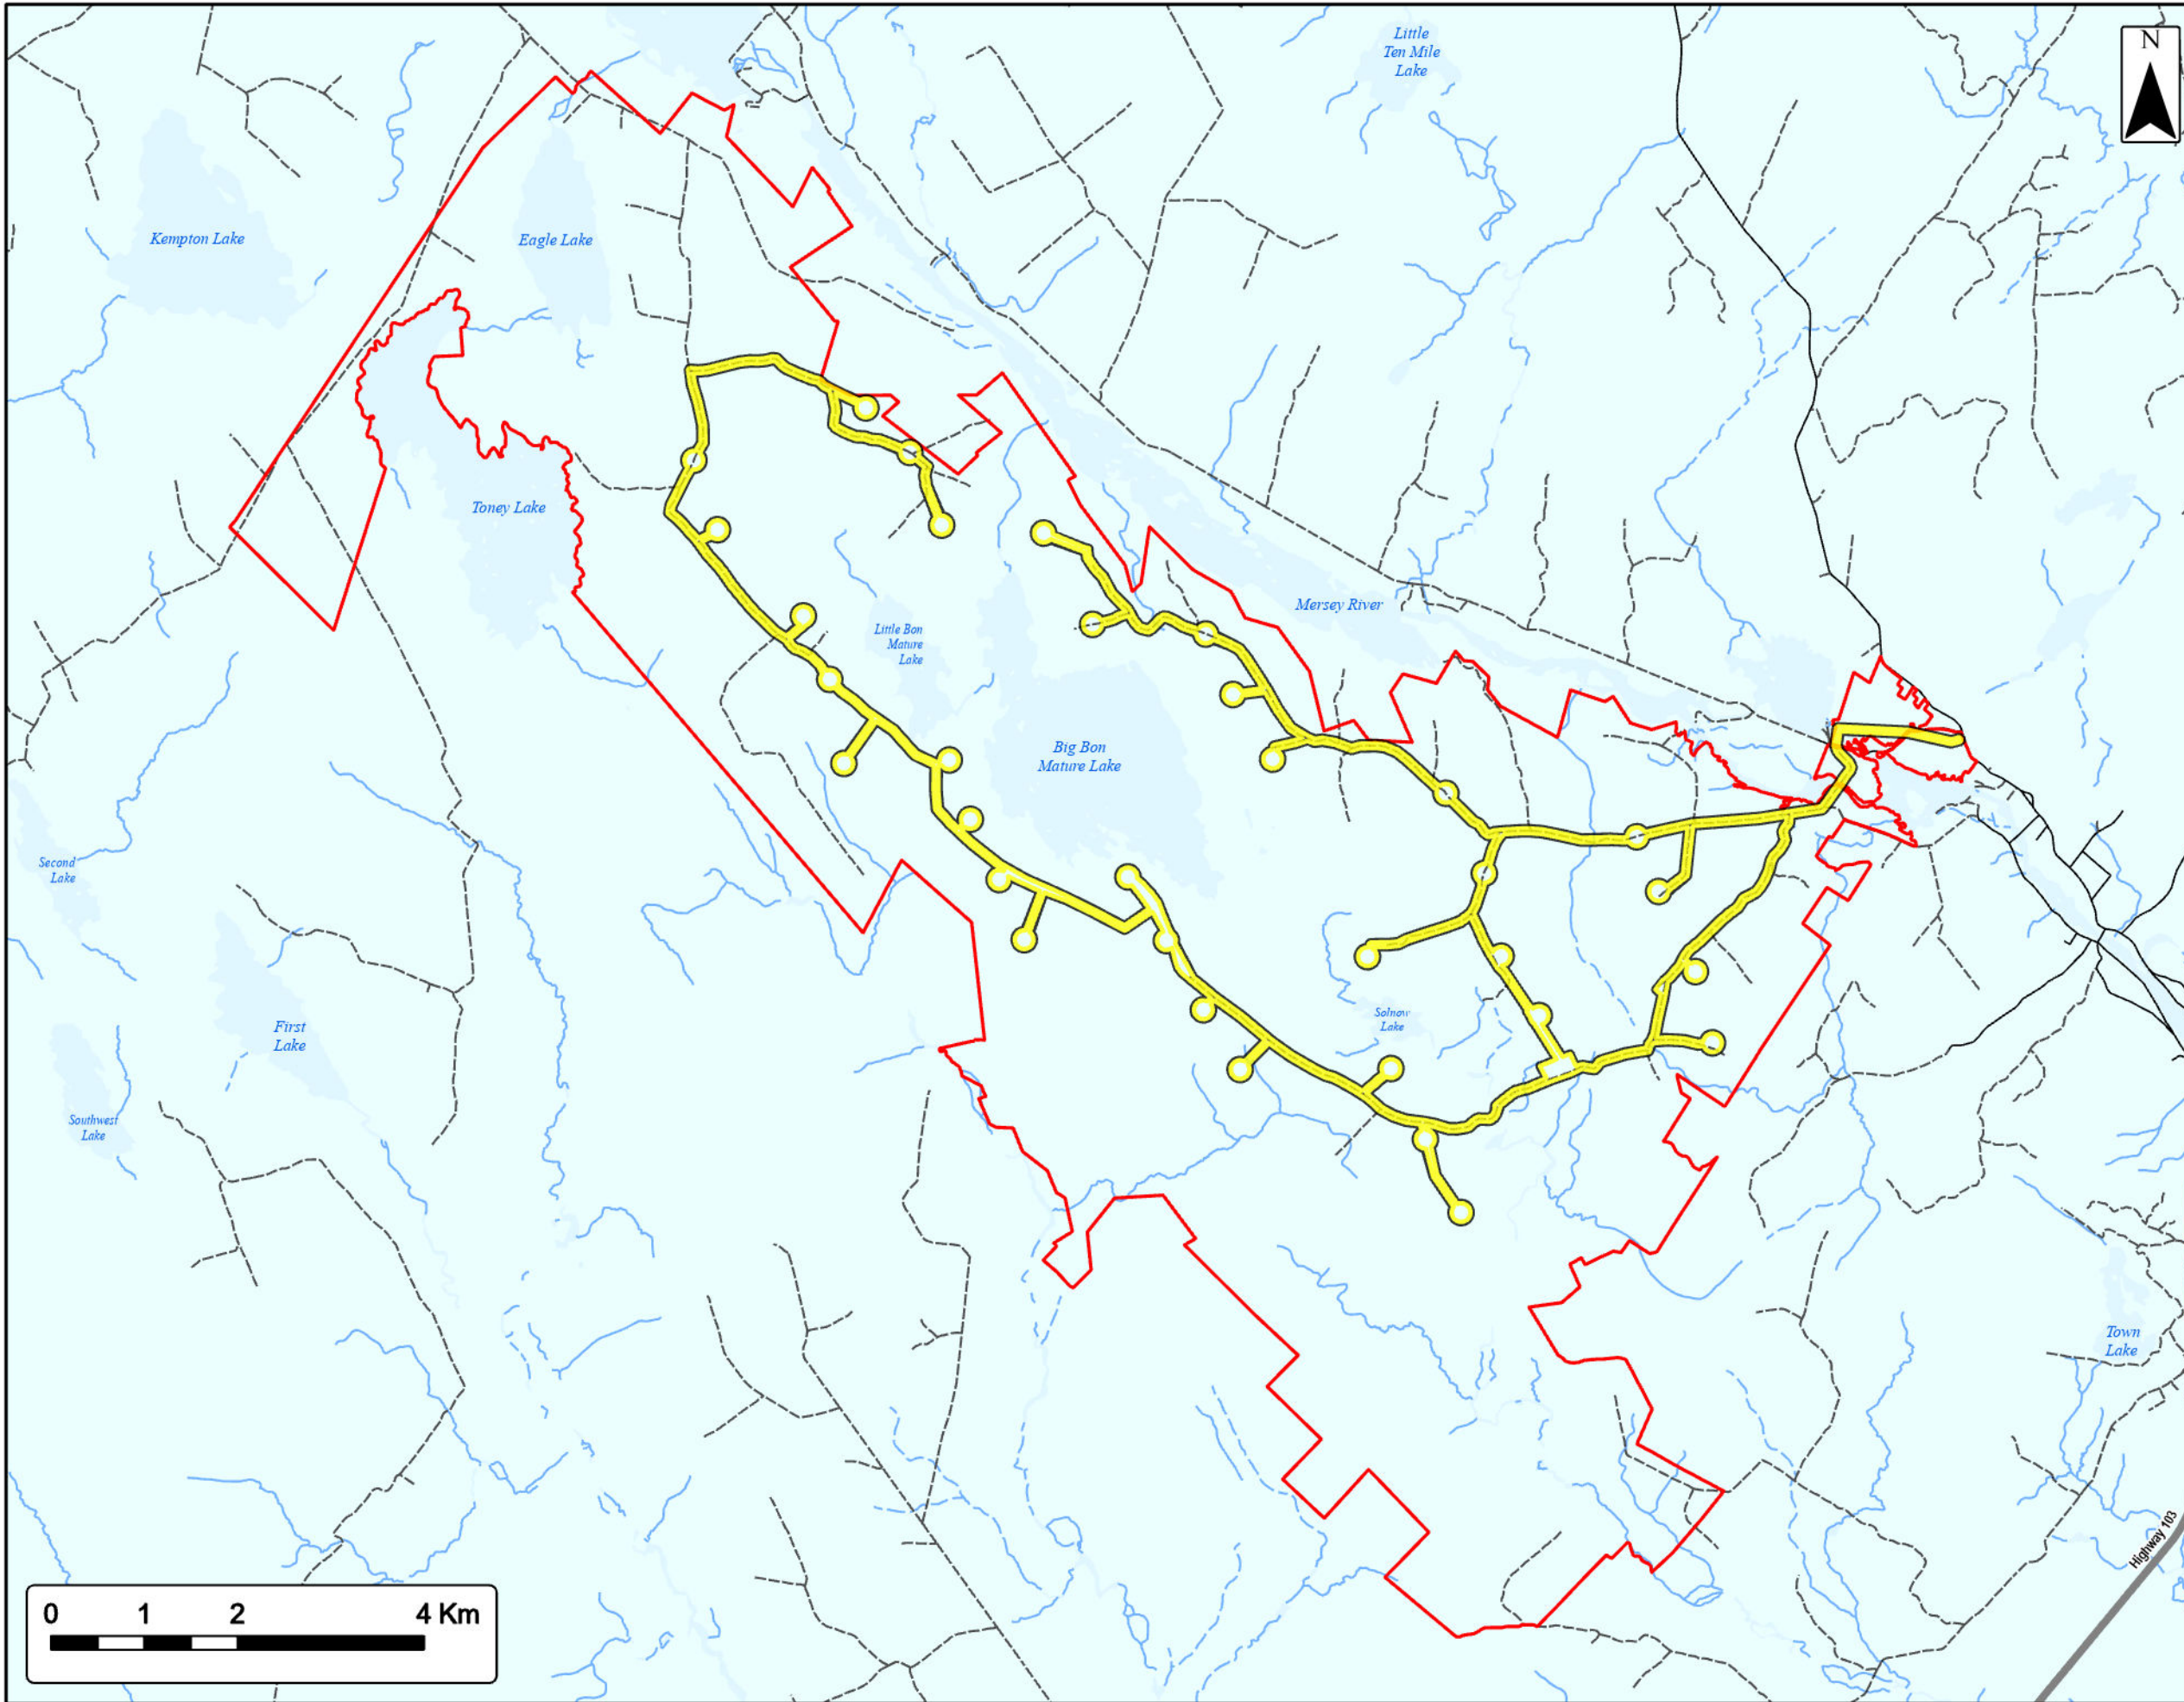 Little
Ten Mile
Lake
N
Kempton Lake
Eagle Lake
Toney Lake
Mersey River
Little Bon
Mature
Lake
Big Bon
Mature Lake
Second
Lake
First
Lake
Salnow
Lake
Southwest
Lake
Town
Lake
Highway 103
0 1 2 4 Km